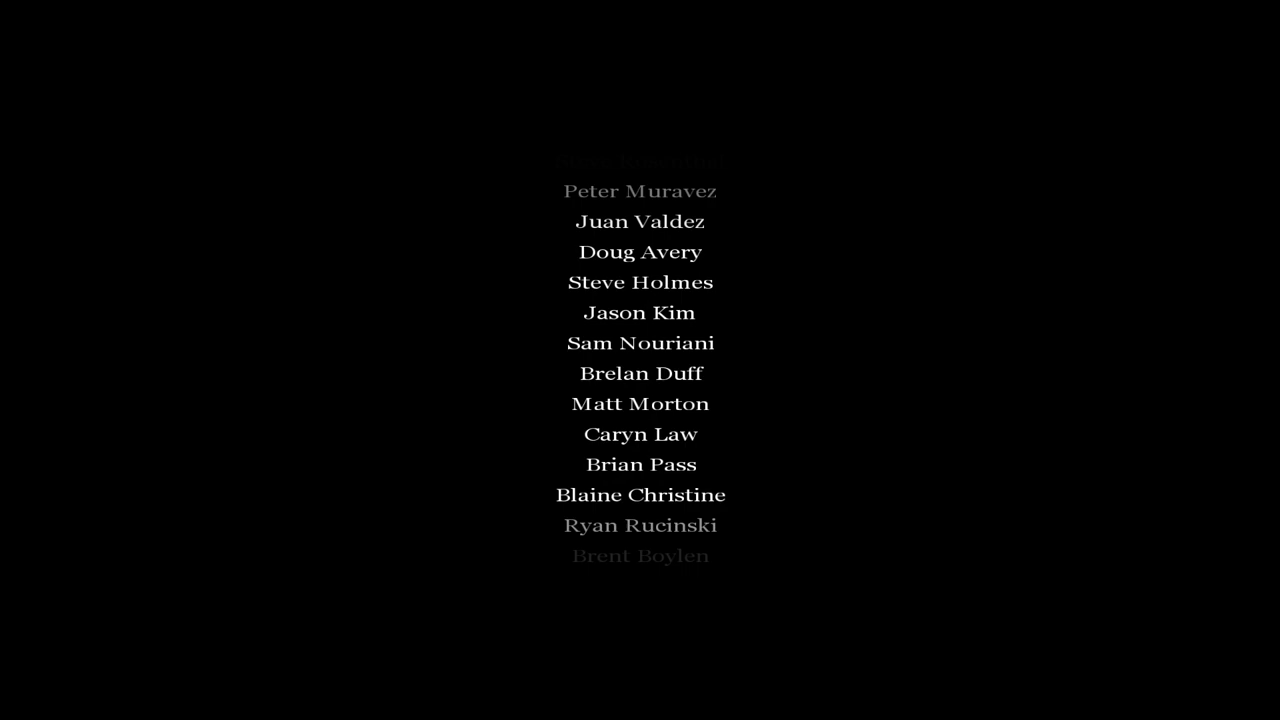 Peter Muravez
Juan Valdez
Doug Avery
Steve Holmes
Jason Kim
Sam Nouriani
Brelan Duff
Matt Morton
Caryn Law
Brian Pass
Blaine Christine
Ryan Rucinski
Brent Boylen